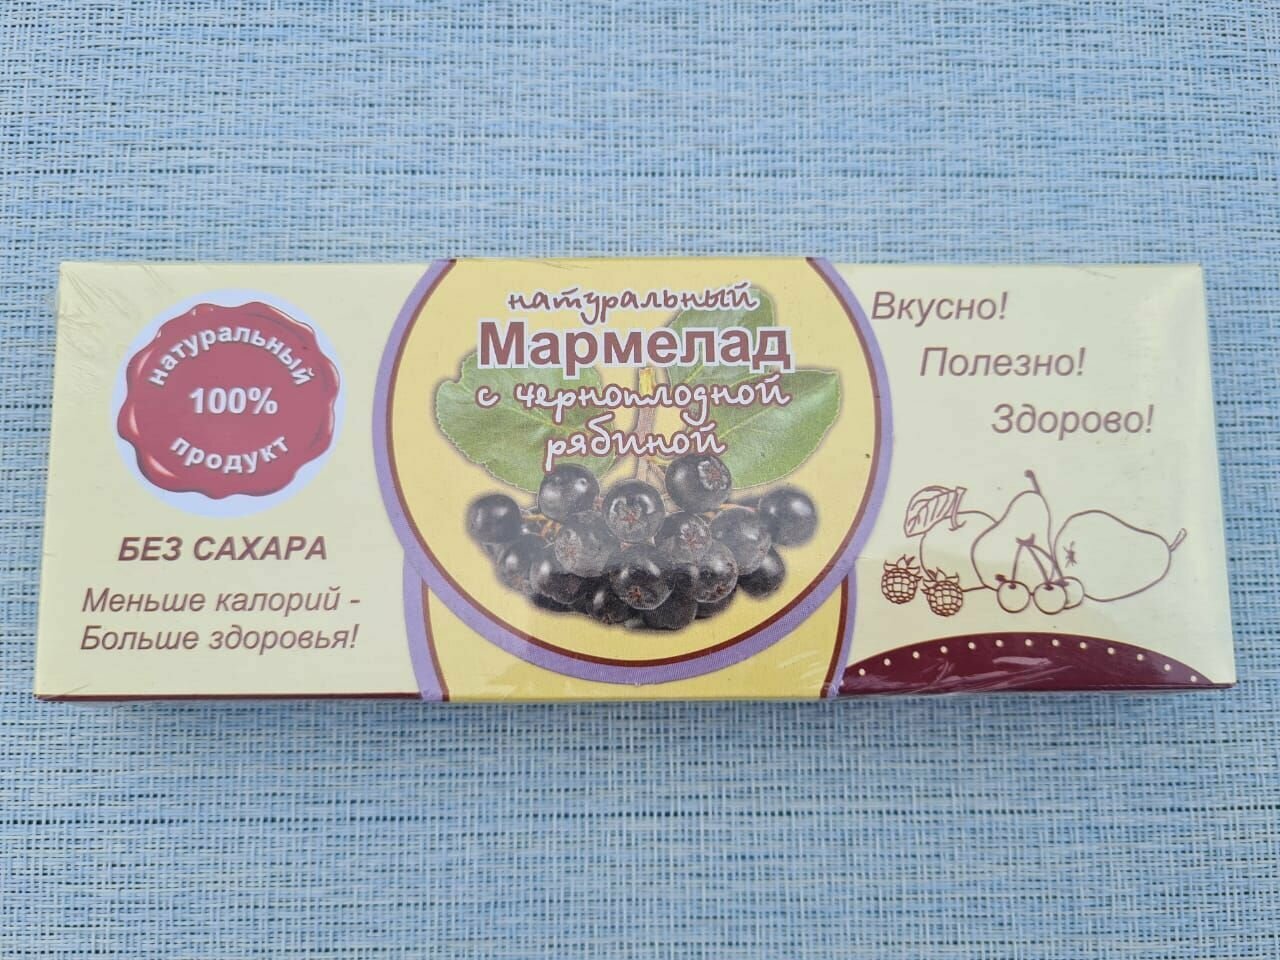 натуральный
100%
продукт
БЕЗ САХАРА
Меньше калорий -
Больше здоровья!
натуральный
Мармелад
с черноплодной
рябиной
Вкусно!
Полезно!
Здорово!